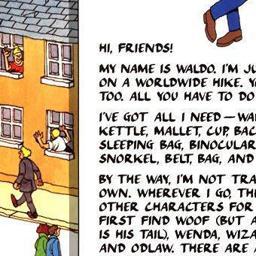 HI, FRIENDS!
MY NAME IS WALDO. I'M JU
ON A WORLDWIDE HIKE. Y
TOO. ALL YOU HAVE TO DO
I'VE GOT ALL I NEED — WA
KETTLE, MALLET, CUP, BAC
SLEEPING BAG, BINOCULAR
SNORKEL, BELT, BAG, AND
BY THE WAY, I'M NOT TRA
OWN. WHEREVER I GO, TH
OTHER CHARACTERS FOR
FIRST FIND WOOF (BUT A
IS HIS TAIL), WENDA, WIZA
AND ODLAW. THERE ARE